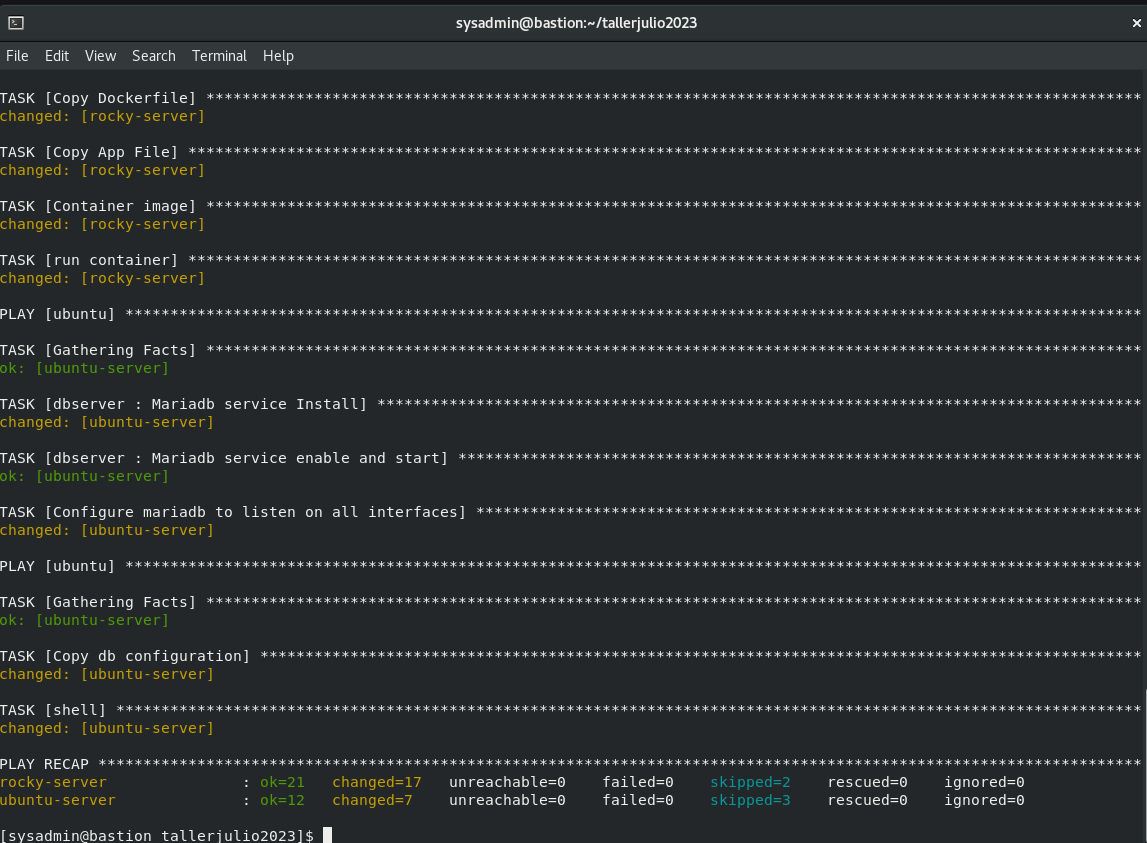 sysadmin@bastion:~/tallerjulio2023
File Edit View Search Terminal Help
TASK [Copy Dockerfile] ********************************************************************************************************
changed: [rocky-server]
TASK [Copy App File] **********************************************************************************************************
changed: [rocky-server]
TASK [Container image] ********************************************************************************************************
changed: [rocky-server]
TASK [run container] **********************************************************************************************************
changed: [rocky-server]
PLAY [ubuntu] *****************************************************************************************************************
TASK [Gathering Facts] ********************************************************************************************************
ok: [ubuntu-server]
TASK [dbserver : Mariadb service Install] *************************************************************************************
changed: [ubuntu-server]
TASK [dbserver : Mariadb service enable and start] ****************************************************************************
ok: [ubuntu-server]
TASK [Configure mariadb to listen on all interfaces] **************************************************************************
changed: [ubuntu-server]
PLAY [ubuntu] *****************************************************************************************************************
TASK [Gathering Facts] ********************************************************************************************************
ok: [ubuntu-server]
TASK [Copy db configuration] **************************************************************************************************
changed: [ubuntu-server]
TASK [shell] ******************************************************************************************************************
changed: [ubuntu-server]
PLAY RECAP ********************************************************************************************************************
rocky-server : ok=21 changed=17 unreachable=0 failed=0 skipped=2 rescued=0 ignored=0
ubuntu-server : ok=12 changed=7 unreachable=0 failed=0 skipped=3 rescued=0 ignored=0
[sysadmin@bastion tallerjulio2023]$